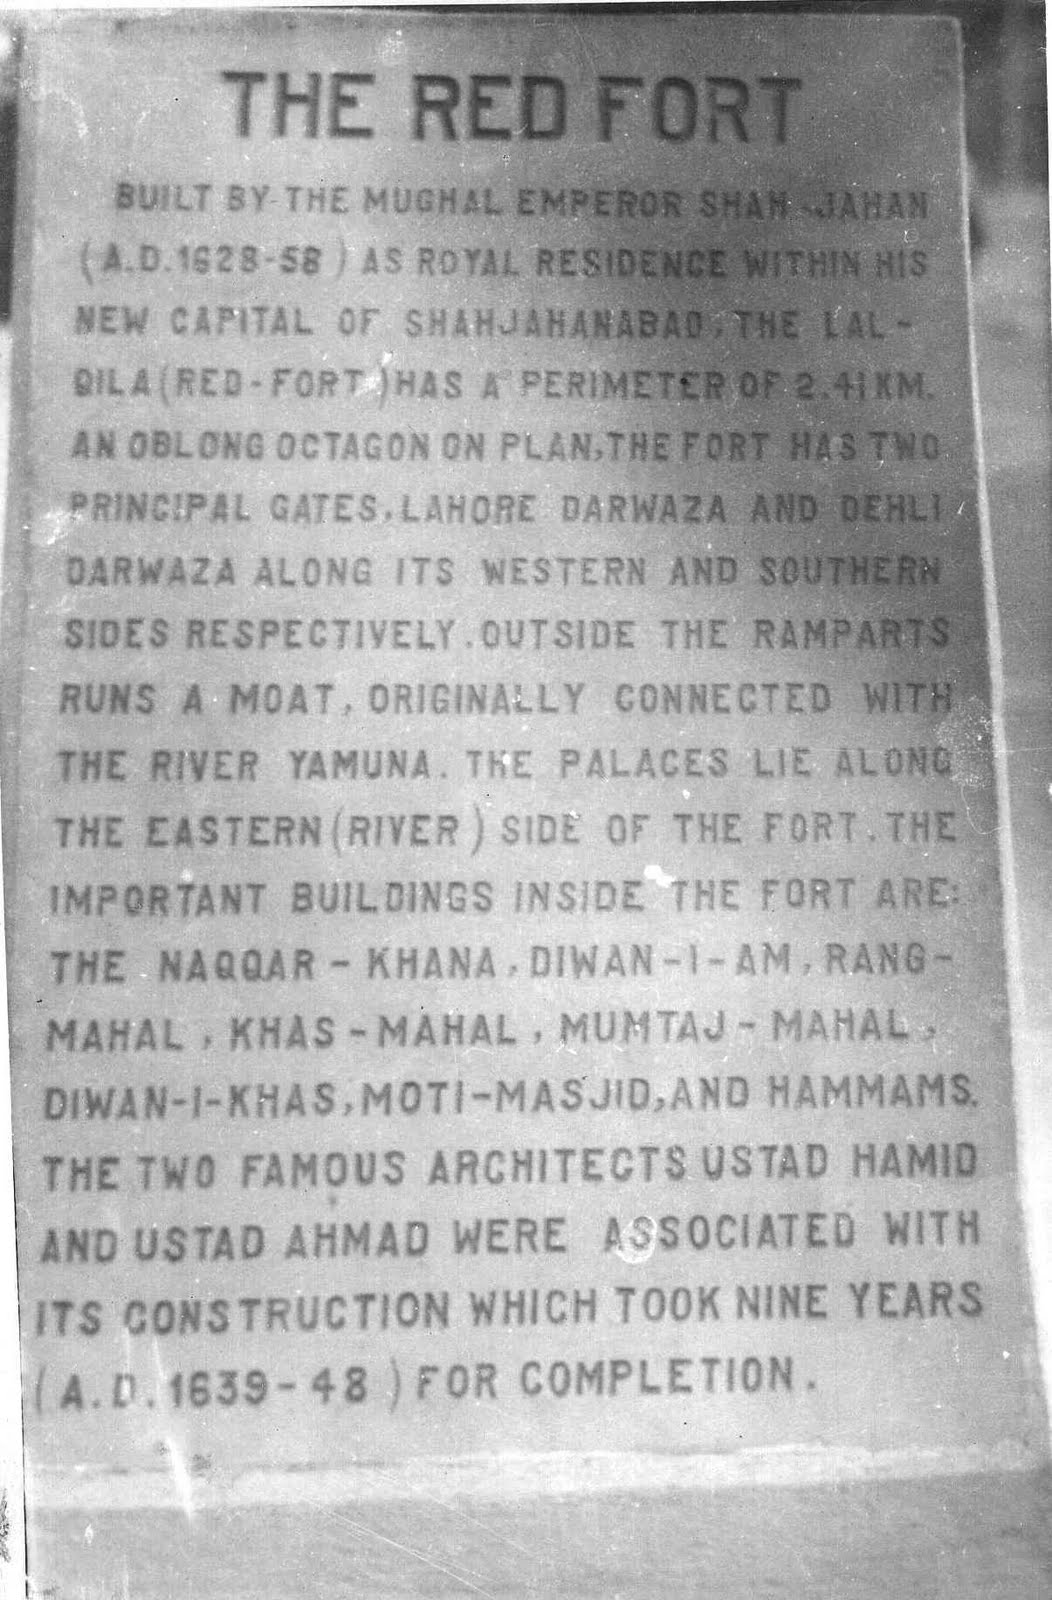 THE RED FORT
BUILT BY THE MUGHAL EMPEROR SHAH-JAHAN
(A.D.1628-58) AS ROYAL RESIDENCE WITHIN HIS
NEW CAPITAL OF SHAHJAHANABAD, THE LAL-
QILA (RED-FORT) HAS A PERIMETER OF 2.41 KM.
AN OBLONG OCTAGON ON PLAN, THE FORT HAS TWO
PRINCIPAL GATES, LAHORE DARWAZA AND DEHLI
DARWAZA ALONG ITS WESTERN AND SOUTHERN
SIDES RESPECTIVELY. OUTSIDE THE RAMPARTS
RUNS A MOAT, ORIGINALLY CONNECTED WITH
THE RIVER YAMUNA. THE PALACES LIE ALONG
THE EASTERN (RIVER) SIDE OF THE FORT. THE
IMPORTANT BUILDINGS INSIDE THE FORT ARE:
THE NAQQAR-KHANA, DIWAN-I-AM, RANG-
MAHAL, KHAS-MAHAL, MUMTAJ-MAHAL,
DIWAN-I-KHAS, MOTI-MASJID, AND HAMMAMS.
THE TWO FAMOUS ARCHITECTS USTAD HAMID
AND USTAD AHMAD WERE ASSOCIATED WITH
ITS CONSTRUCTION WHICH TOOK NINE YEARS
(A.D. 1639-48) FOR COMPLETION.